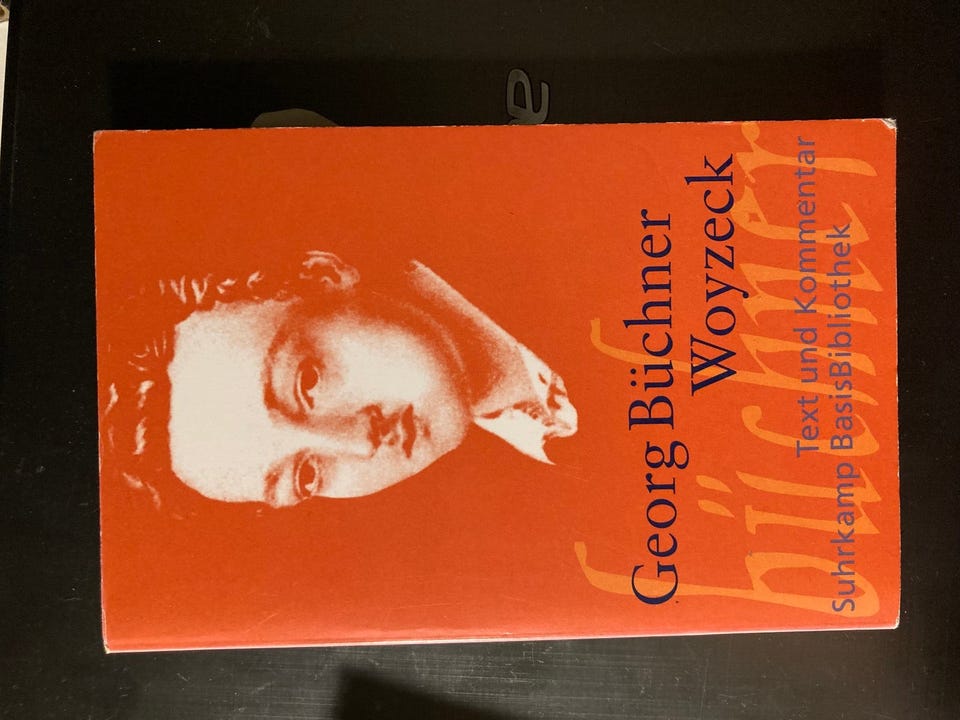 Georg Büchner
Woyzeck
büchner
Text und Kommentar
Suhrkamp BasisBibliothek